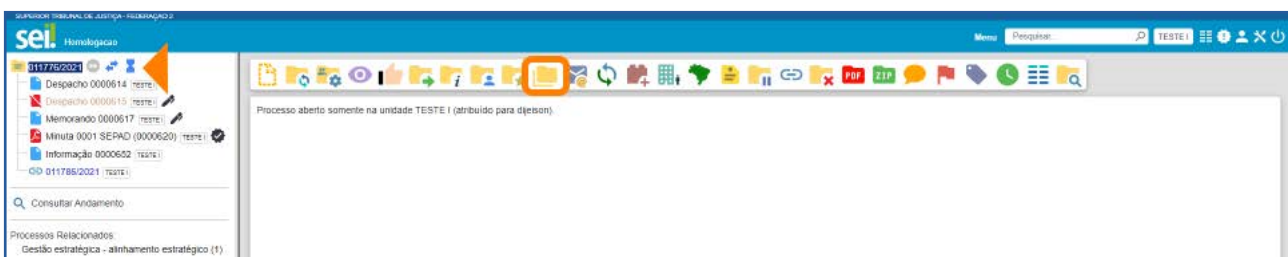 SUPERIOR TRIBUNAL DE JUSTIÇA - FEDERAÇÃO 2
sei! Homologacao
Menu Pesquisar... TESTE I
011776/2021
Despacho 0000614 TESTE I
Despacho 0000615 TESTE I
Memorando 0000617 TESTE I
Minuta 0001 SEPAD (0000620) TESTE I
Informação 0000652 TESTE I
011785/2021 TESTE I
Consultar Andamento
Processos Relacionados:
Gestão estratégica - alinhamento estratégico (1)
PDF ZIP
Processo aberto somente na unidade TESTE I (atribuído para dijeison).